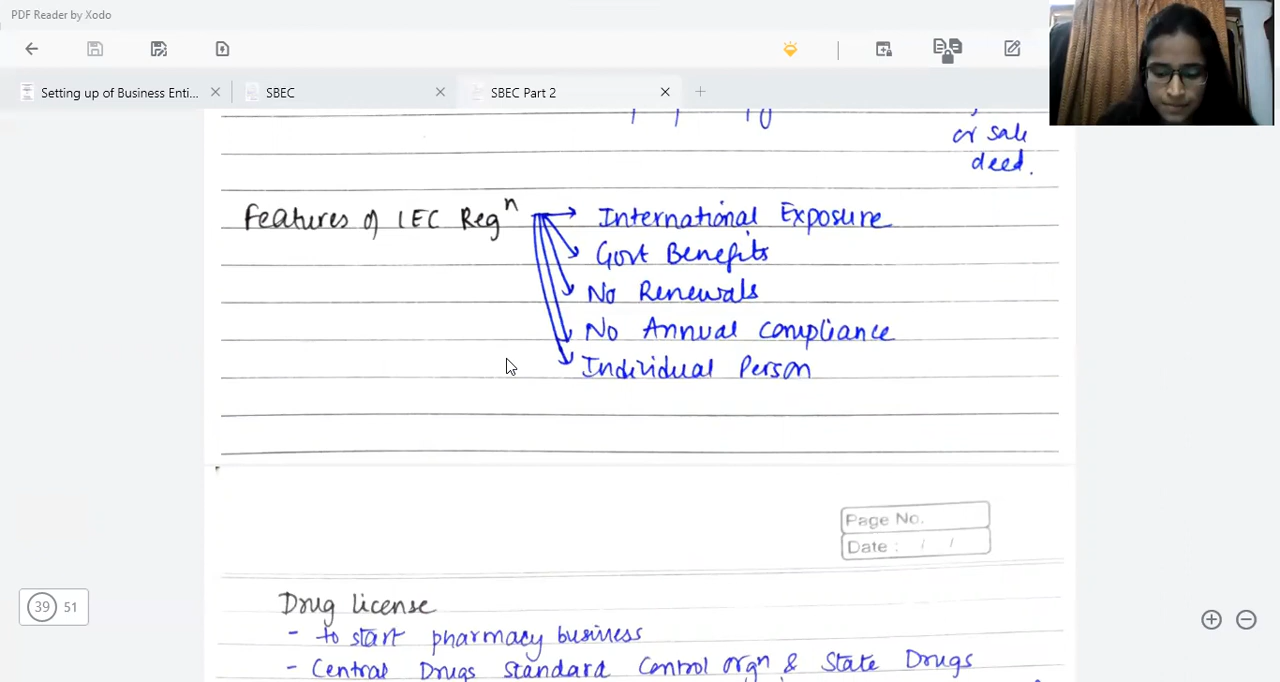 PDF Reader by Xodo
Setting up of Business Enti...
SBEC
SBEC Part 2
or sale
deed.
Features of IEC Regn
International Exposure
Govt Benefits
No Renewals
No Annual Compliance
Individual Person
Page No.
Date : / /
Drug license
- to start pharmacy business
- Central Drugs Standard Control orgn & State Drugs
39 51